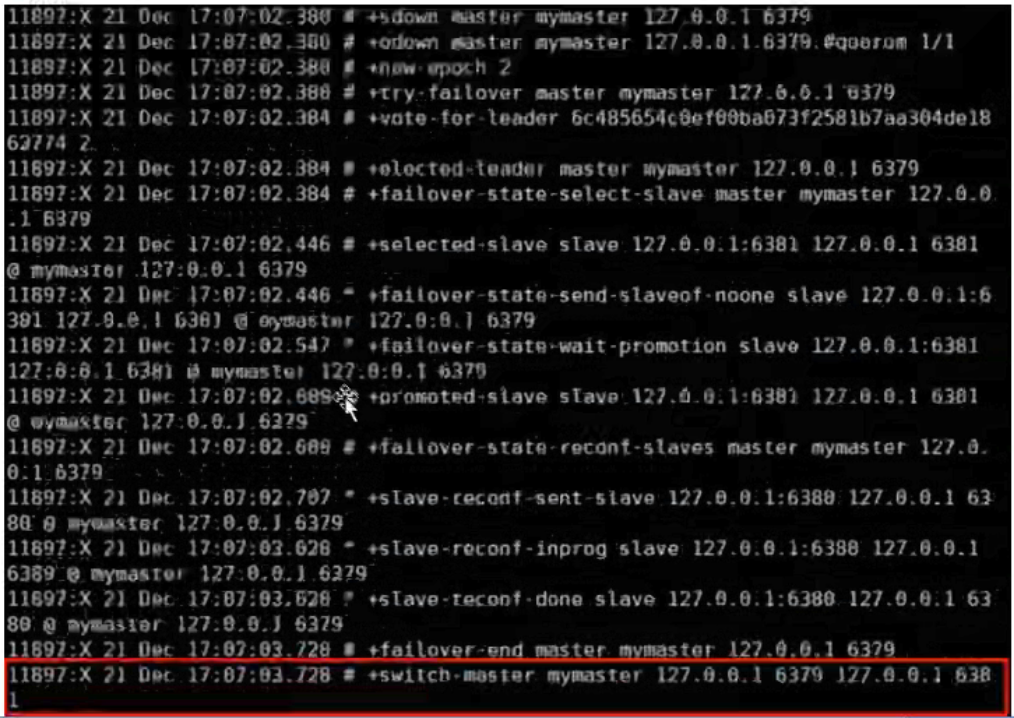 11897:X 21 Dec 17:07:02.380 # +sdown master mymaster 127.0.0.1 6379
11897:X 21 Dec 17:07:02.380 # +odown master mymaster 127.0.0.1 6379 #quorum 1/1
11897:X 21 Dec 17:07:02.380 # +new-epoch 2
11897:X 21 Dec 17:07:02.380 # +try-failover master mymaster 127.0.0.1 6379
11897:X 21 Dec 17:07:02.384 # +vote-for-leader
2
11897:X 21 Dec 17:07:02.384 # +elected-leader master mymaster 127.0.0.1 6379
11897:X 21 Dec 17:07:02.384 # +failover-state-select-slave master mymaster 127.0.0
.1 6379
11897:X 21 Dec 17:07:02.446 # +selected-slave slave 127.0.0.1:6381 127.0.0.1 6381
@ mymaster 127.0.0.1 6379
11897:X 21 Dec 17:07:02.446 * +failover-state-send-slaveof-noone slave 127.0.0.1:6
381 127.0.0.1 6381 @ mymaster 127.0.0.1 6379
11897:X 21 Dec 17:07:02.547 * +failover-state-wait-promotion slave 127.0.0.1:6381
127.0.0.1 6381 @ mymaster 127.0.0.1 6379
11897:X 21 Dec +promoted-slave slave 127.0.0.1:6381 127.0.0.1 6381
@ mymaster 127.0.0.1 6379
11897:X 21 Dec # +failover-state-reconf-slaves master mymaster 127.0.
0.1 6379
11897:X 21 Dec 17:07:02.707 * +slave-reconf-sent slave 127.0.0.1:6380 127.0.0.1 63
80 @ mymaster 127.0.0.1 6379
11897:X 21 Dec 17:07:03.628 * +slave-reconf-inprog slave 127.0.0.1:6380 127.0.0.1
6380 @ mymaster 127.0.0.1 6379
11897:X 21 Dec 17:07:03.628 * +slave-reconf-done slave 127.0.0.1:6380 127.0.0.1 63
80 @ mymaster 127.0.0.1 6379
11897:X 21 Dec 17:07:03.728 # +failover-end master mymaster 127.0.0.1 6379
11897:X 21 Dec 17:07:03.728 # +switch-master mymaster 127.0.0.1 6379 127.0.0.1 638
1